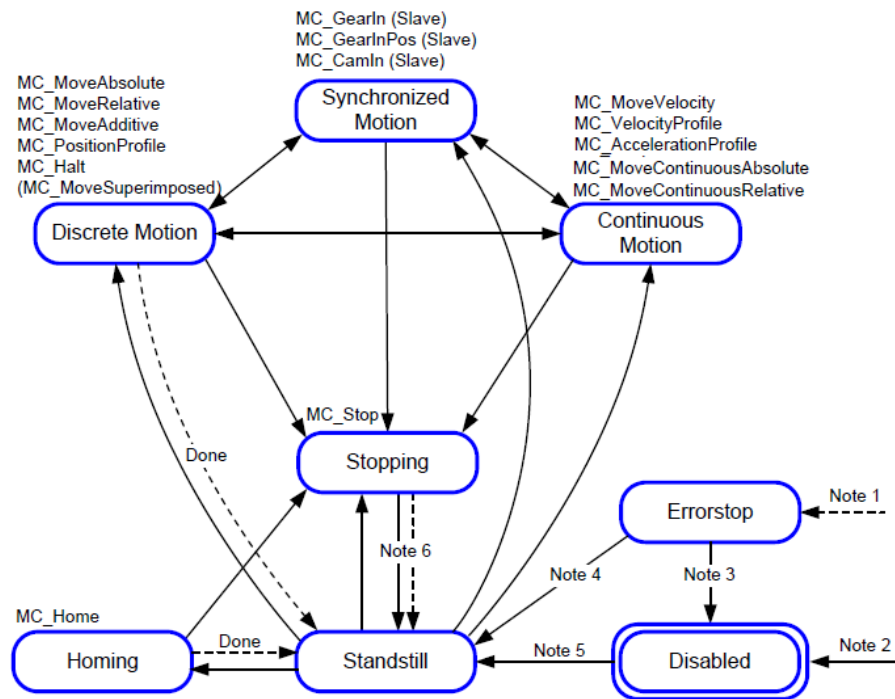 MC_GearIn (Slave)
MC_GearInPos (Slave)
MC_CamIn (Slave)
MC_MoveAbsolute
MC_MoveRelative
MC_MoveAdditive
MC_PositionProfile
MC_Halt
(MC_MoveSuperimposed)
Synchronized
Motion
MC_MoveVelocity
MC_VelocityProfile
MC_AccelerationProfile
MC_MoveContinuousAbsolute
MC_MoveContinuousRelative
Discrete Motion
Continuous
Motion
MC_Stop
Done
Stopping
Errorstop
Note 1
Note 6
Note 4
Note 3
MC_Home
Homing
Done
Standstill
Note 5
Disabled
Note 2